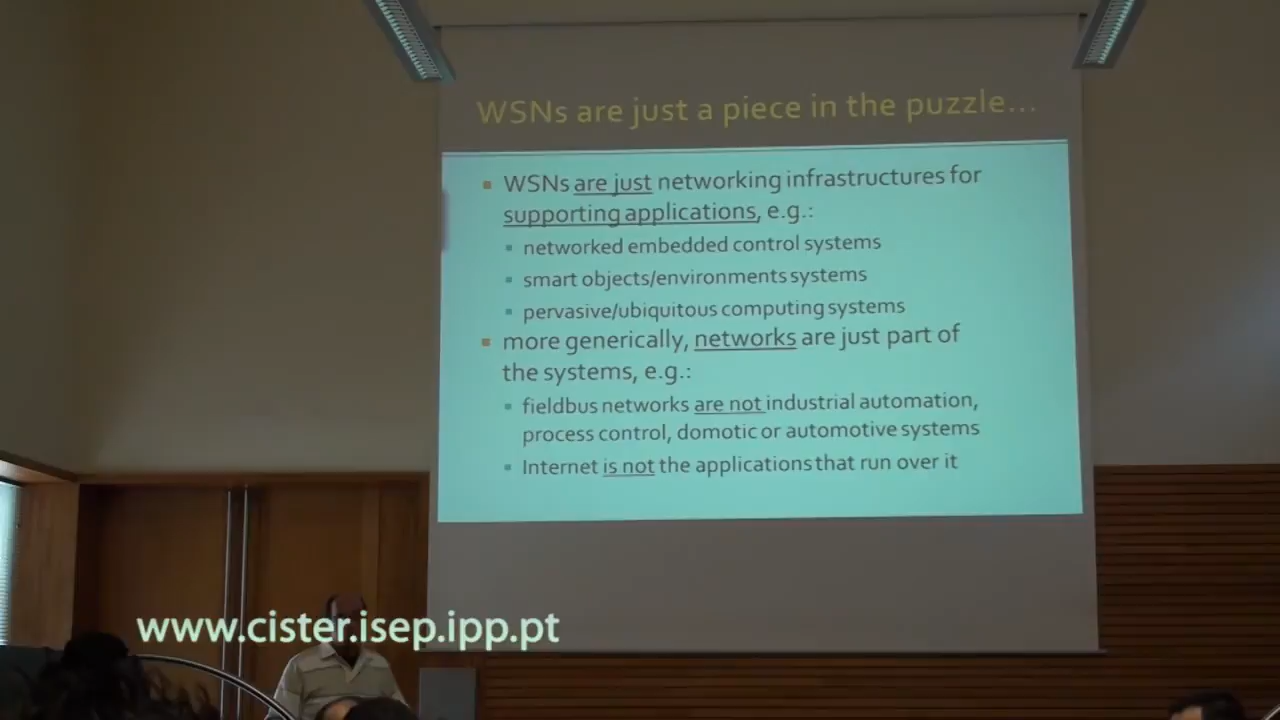 WSNs are just a piece in the puzzle...
▪ WSNs are just networking infrastructures for
supporting applications, e.g.:
▪ networked embedded control systems
▪ smart objects/environments systems
▪ pervasive/ubiquitous computing systems
▪ more generically, networks are just part of
the systems, e.g.:
▪ fieldbus networks are not industrial automation,
process control, domotic or automotive systems
▪ Internet is not the applications that run over it
www.cister.isep.ipp.pt